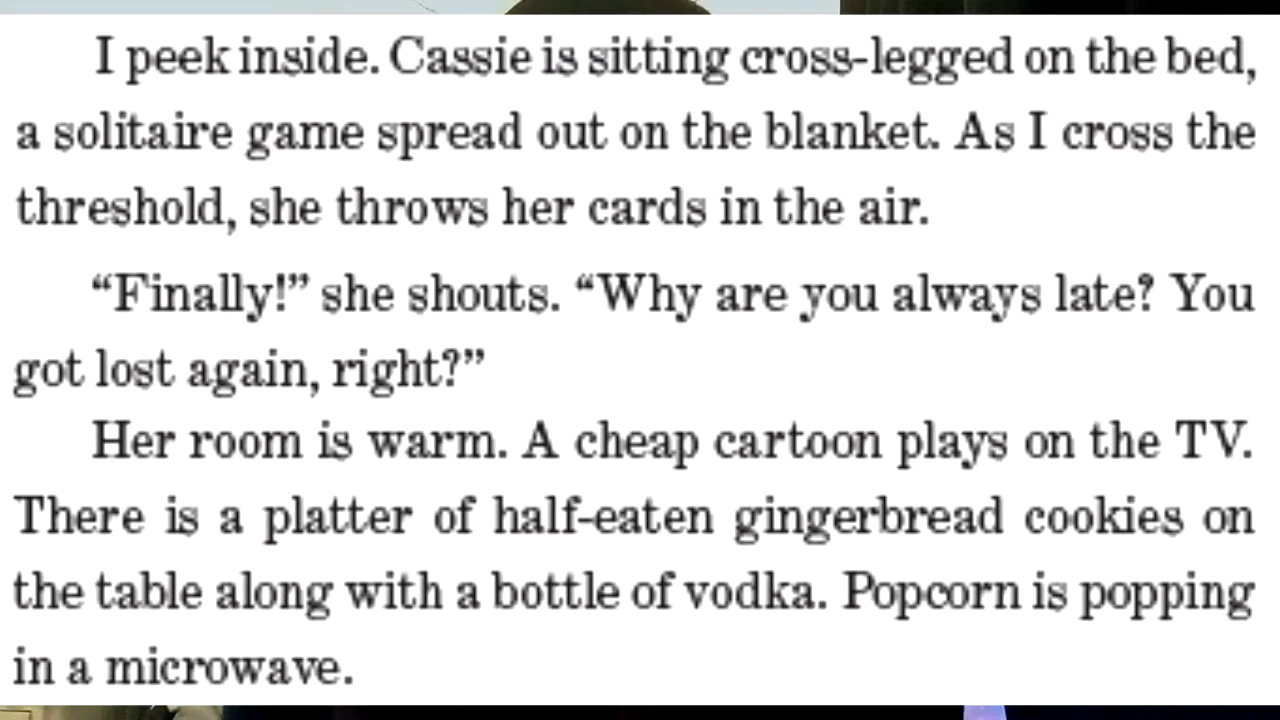 I peek inside. Cassie is sitting cross-legged on the bed,
a solitaire game spread out on the blanket. As I cross the
threshold, she throws her cards in the air.
“Finally!” she shouts. “Why are you always late? You
got lost again, right?”
Her room is warm. A cheap cartoon plays on the TV.
There is a platter of half-eaten gingerbread cookies on
the table along with a bottle of vodka. Popcorn is popping
in a microwave.